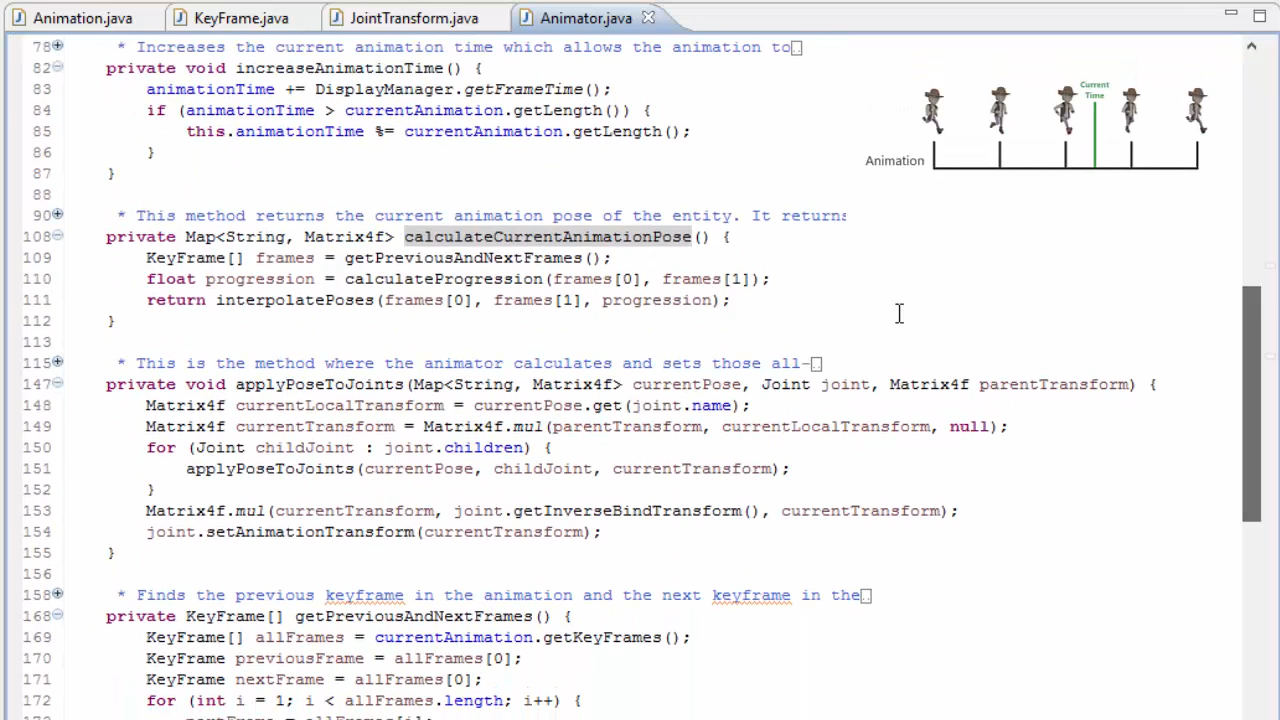 Animation.java KeyFrame.java JointTransform.java Animator.java
78 * Increases the current animation time which allows the animation to
82 private void increaseAnimationTime() {
83 animationTime += DisplayManager.getFrameTime();
84 if (animationTime > currentAnimation.getLength()) {
85 this.animationTime %= currentAnimation.getLength();
86 }
87 }
88
Current
Time
Animation
90 * This method returns the current animation pose of the entity. It returns
108 private Map<String, Matrix4f> calculateCurrentAnimationPose() {
109 KeyFrame[] frames = getPreviousAndNextFrames();
110 float progression = calculateProgression(frames[0], frames[1]);
111 return interpolatePoses(frames[0], frames[1], progression);
112 }
113
115 * This is the method where the animator calculates and sets those all-
147 private void applyPoseToJoints(Map<String, Matrix4f> currentPose, Joint joint, Matrix4f parentTransform) {
148 Matrix4f currentLocalTransform = currentPose.get(joint.name);
149 Matrix4f currentTransform = Matrix4f.mul(parentTransform, currentLocalTransform, null);
150 for (Joint childJoint : joint.children) {
151 applyPoseToJoints(currentPose, childJoint, currentTransform);
152 }
153 Matrix4f.mul(currentTransform, joint.getInverseBindTransform(), currentTransform);
154 joint.setAnimationTransform(currentTransform);
155 }
156
158 * Finds the previous keyframe in the animation and the next keyframe in the
168 private KeyFrame[] getPreviousAndNextFrames() {
169 KeyFrame[] allFrames = currentAnimation.getKeyFrames();
170 KeyFrame previousFrame = allFrames[0];
171 KeyFrame nextFrame = allFrames[0];
172 for (int i = 1; i < allFrames.length; i++) {